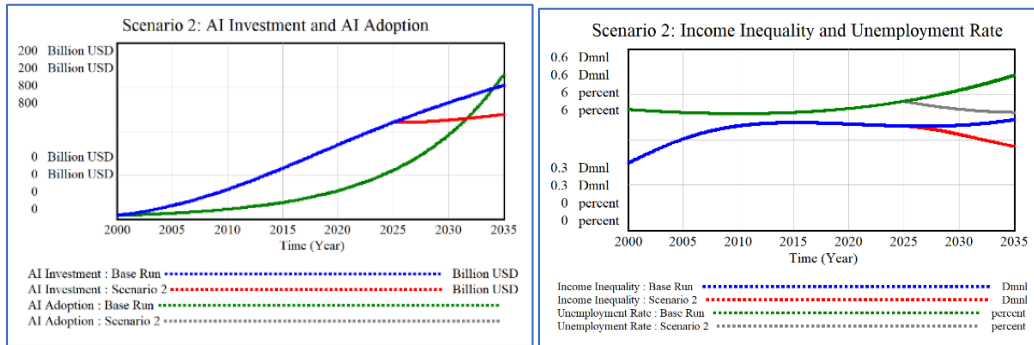 Scenario 2: AI Investment and AI Adoption
200 Billion USD
200 Billion USD
800
800
0 Billion USD
0 Billion USD
0
0
2000 2005 2010 2015 2020 2025 2030 2035
Time (Year)
AI Investment : Base Run Billion USD
AI Investment : Scenario 2 Billion USD
AI Adoption : Base Run
AI Adoption : Scenario 2
Scenario 2: Income Inequality and Unemployment Rate
0.6 Dmnl
0.6 Dmnl
6 percent
6 percent
0.3 Dmnl
0.3 Dmnl
0 percent
0 percent
2000 2005 2010 2015 2020 2025 2030 2035
Time (Year)
Income Inequality : Base Run Dmnl
Income Inequality : Scenario 2 Dmnl
Unemployment Rate : Base Run percent
Unemployment Rate : Scenario 2 percent